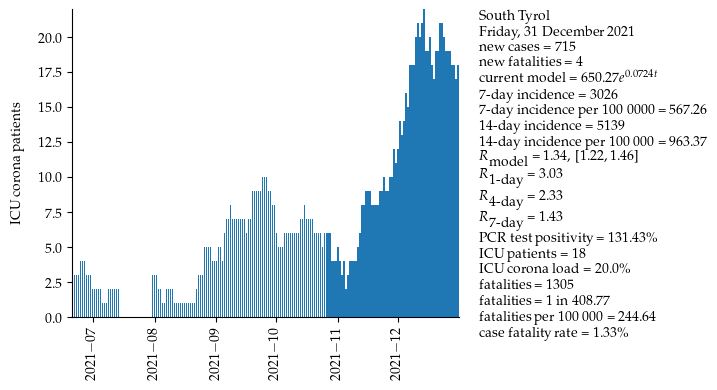 South Tyrol
Friday, 31 December 2021
new cases = 715
new fatalities = 4
current model = 650.27e^0.0724t
7-day incidence = 3026
7-day incidence per 100 0000 = 567.26
14-day incidence = 5139
14-day incidence per 100 000 = 963.37
R_model = 1.34, [1.22, 1.46]
R_1-day = 3.03
R_4-day = 2.33
R_7-day = 1.43
PCR test positivity = 131.43%
ICU patients = 18
ICU corona load = 20.0%
fatalities = 1305
fatalities = 1 in 408.77
fatalities per 100 000 = 244.64
case fatality rate = 1.33%
ICU corona patients
20.0
17.5
15.0
12.5
10.0
7.5
5.0
2.5
0.0
2021−07
2021−08
2021−09
2021−10
2021−11
2021−12